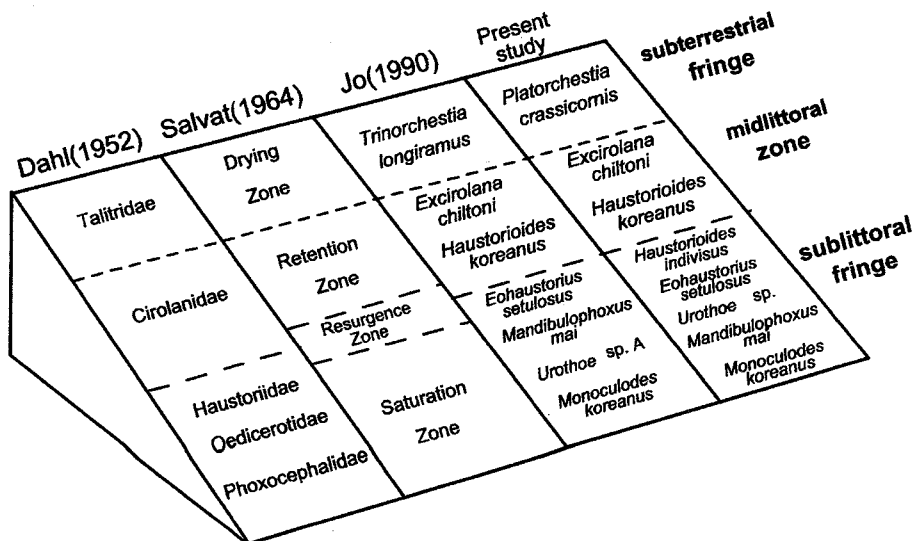 Dahl(1952)
Salvat(1964)
Jo(1990)
Present
study
subterrestrial
fringe
midlittoral
zone
sublittoral
fringe
Talitridae
Cirolanidae
Haustoriidae
Oedicerotidae
Phoxocephalidae
Drying
Zone
Retention
Zone
Resurgence
Zone
Saturation
Zone
Trinorchestia
longiramus
Excirolana
chiltoni
Haustorioides
koreanus
Eohaustorius
setulosus
Mandibulophoxus
mai
Urothoe sp. A
Monoculodes
koreanus
Platorchestia
crassicornis
Excirolana
chiltoni
Haustorioides
koreanus
Haustorioides
indivisus
Eohaustorius
setulosus
Urothoe sp.
Mandibulophoxus
mai
Monoculodes
koreanus